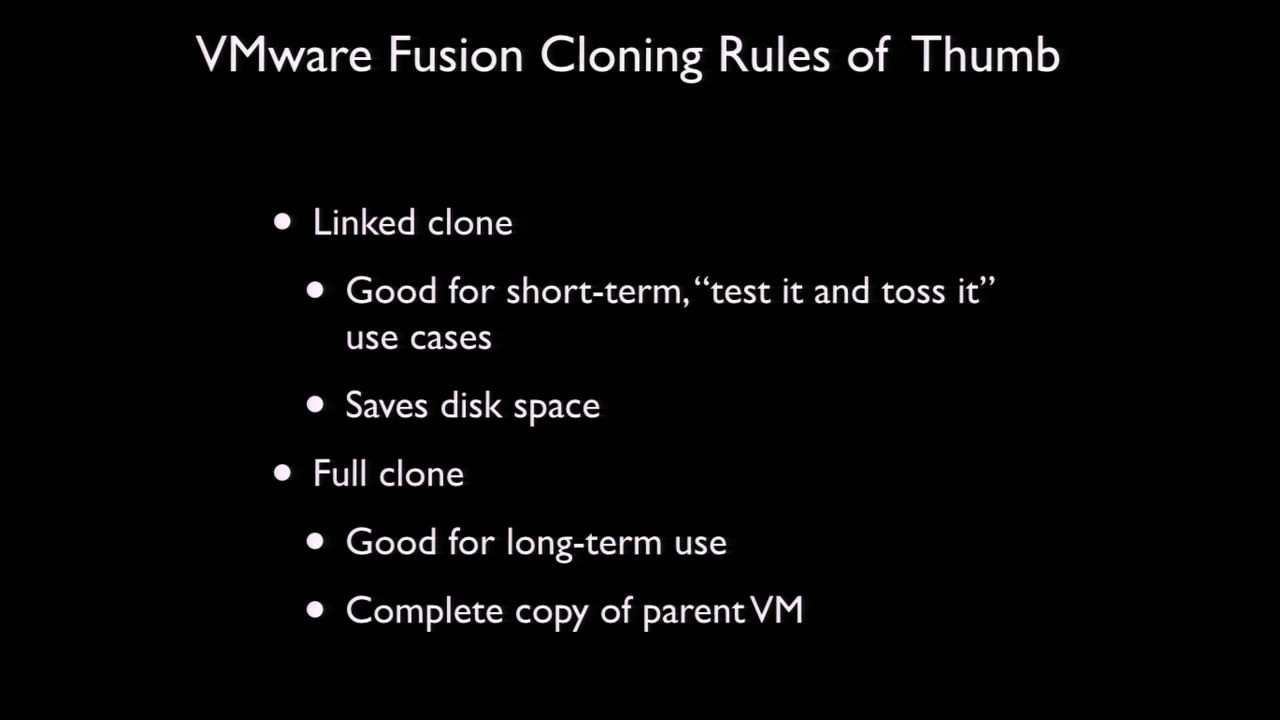 VMware Fusion Cloning Rules of Thumb
• Linked clone
• Good for short-term, “test it and toss it”
use cases
• Saves disk space
• Full clone
• Good for long-term use
• Complete copy of parent VM